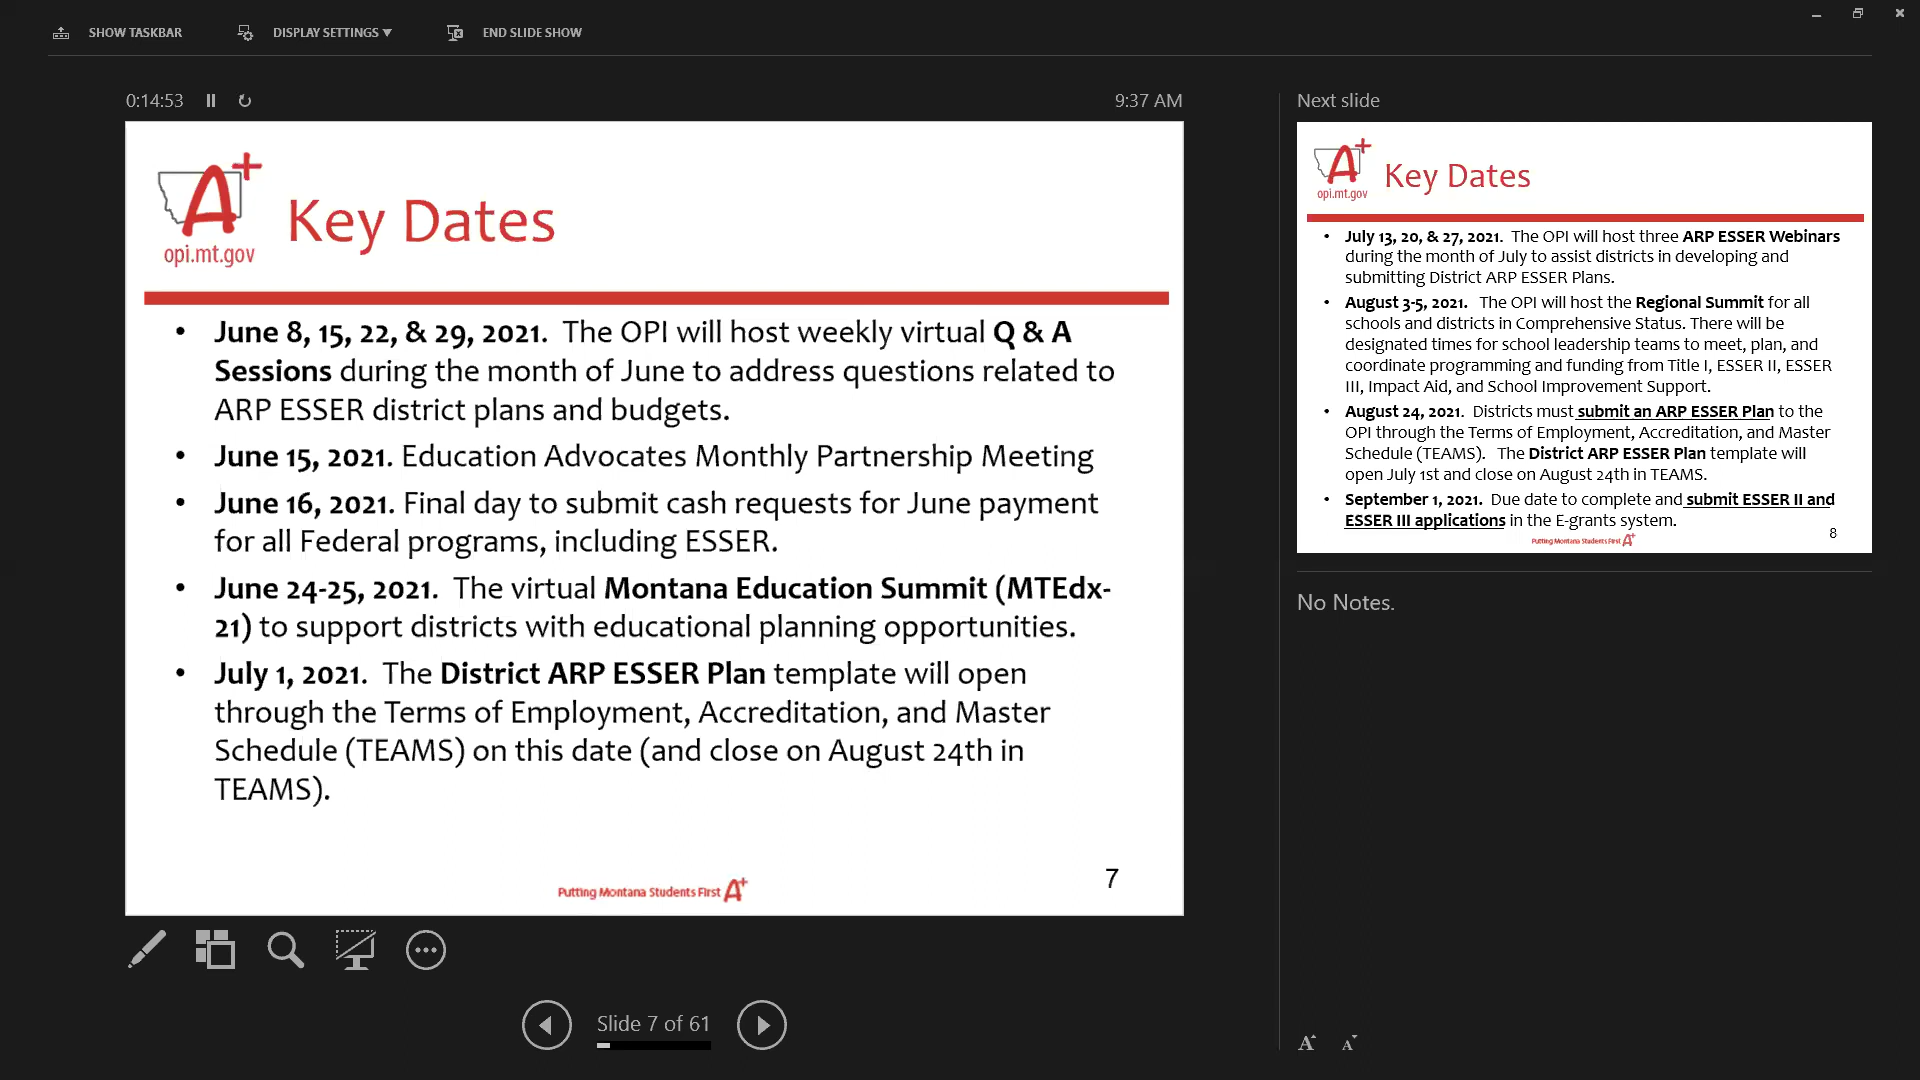 SHOW TASKBAR
DISPLAY SETTINGS ▼
END SLIDE SHOW
0:14:53
9:37 AM
A+
opi.mt.gov
Key Dates
• June 8, 15, 22, & 29, 2021.  The OPI will host weekly virtual Q & A
Sessions during the month of June to address questions related to
ARP ESSER district plans and budgets.
• June 15, 2021. Education Advocates Monthly Partnership Meeting
• June 16, 2021. Final day to submit cash requests for June payment
for all Federal programs, including ESSER.
• June 24-25, 2021.  The virtual Montana Education Summit (MTEdx-
21) to support districts with educational planning opportunities.
• July 1, 2021.  The District ARP ESSER Plan template will open
through the Terms of Employment, Accreditation, and Master
Schedule (TEAMS) on this date (and close on August 24th in
TEAMS).
Putting Montana Students First A+
7
Slide 7 of 61
Next slide
A+
opi.mt.gov
Key Dates
• July 13, 20, & 27, 2021.  The OPI will host three ARP ESSER Webinars
during the month of July to assist districts in developing and
submitting District ARP ESSER Plans.
• August 3-5, 2021.   The OPI will host the Regional Summit for all
schools and districts in Comprehensive Status. There will be
designated times for school leadership teams to meet, plan, and
coordinate programming and funding from Title I, ESSER II, ESSER
III, Impact Aid, and School Improvement Support.
• August 24, 2021.  Districts must submit an ARP ESSER Plan to the
OPI through the Terms of Employment, Accreditation, and Master
Schedule (TEAMS).   The District ARP ESSER Plan template will
open July 1st and close on August 24th in TEAMS.
• September 1, 2021.  Due date to complete and submit ESSER II and
ESSER III applications in the E-grants system.
Putting Montana Students First A+
8
No Notes.
A A